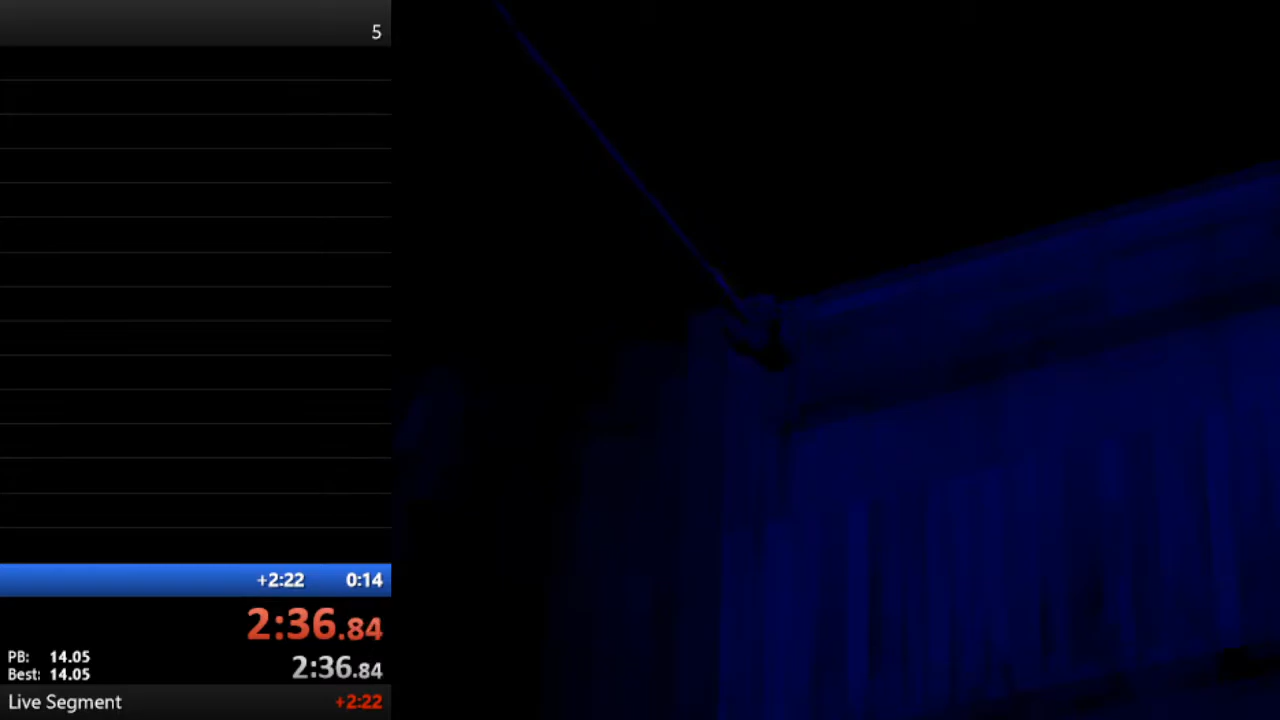 5
+2:22 0:14
2:36.84
PB: 14.05
Best: 14.05 2:36.84
Live Segment +2:22